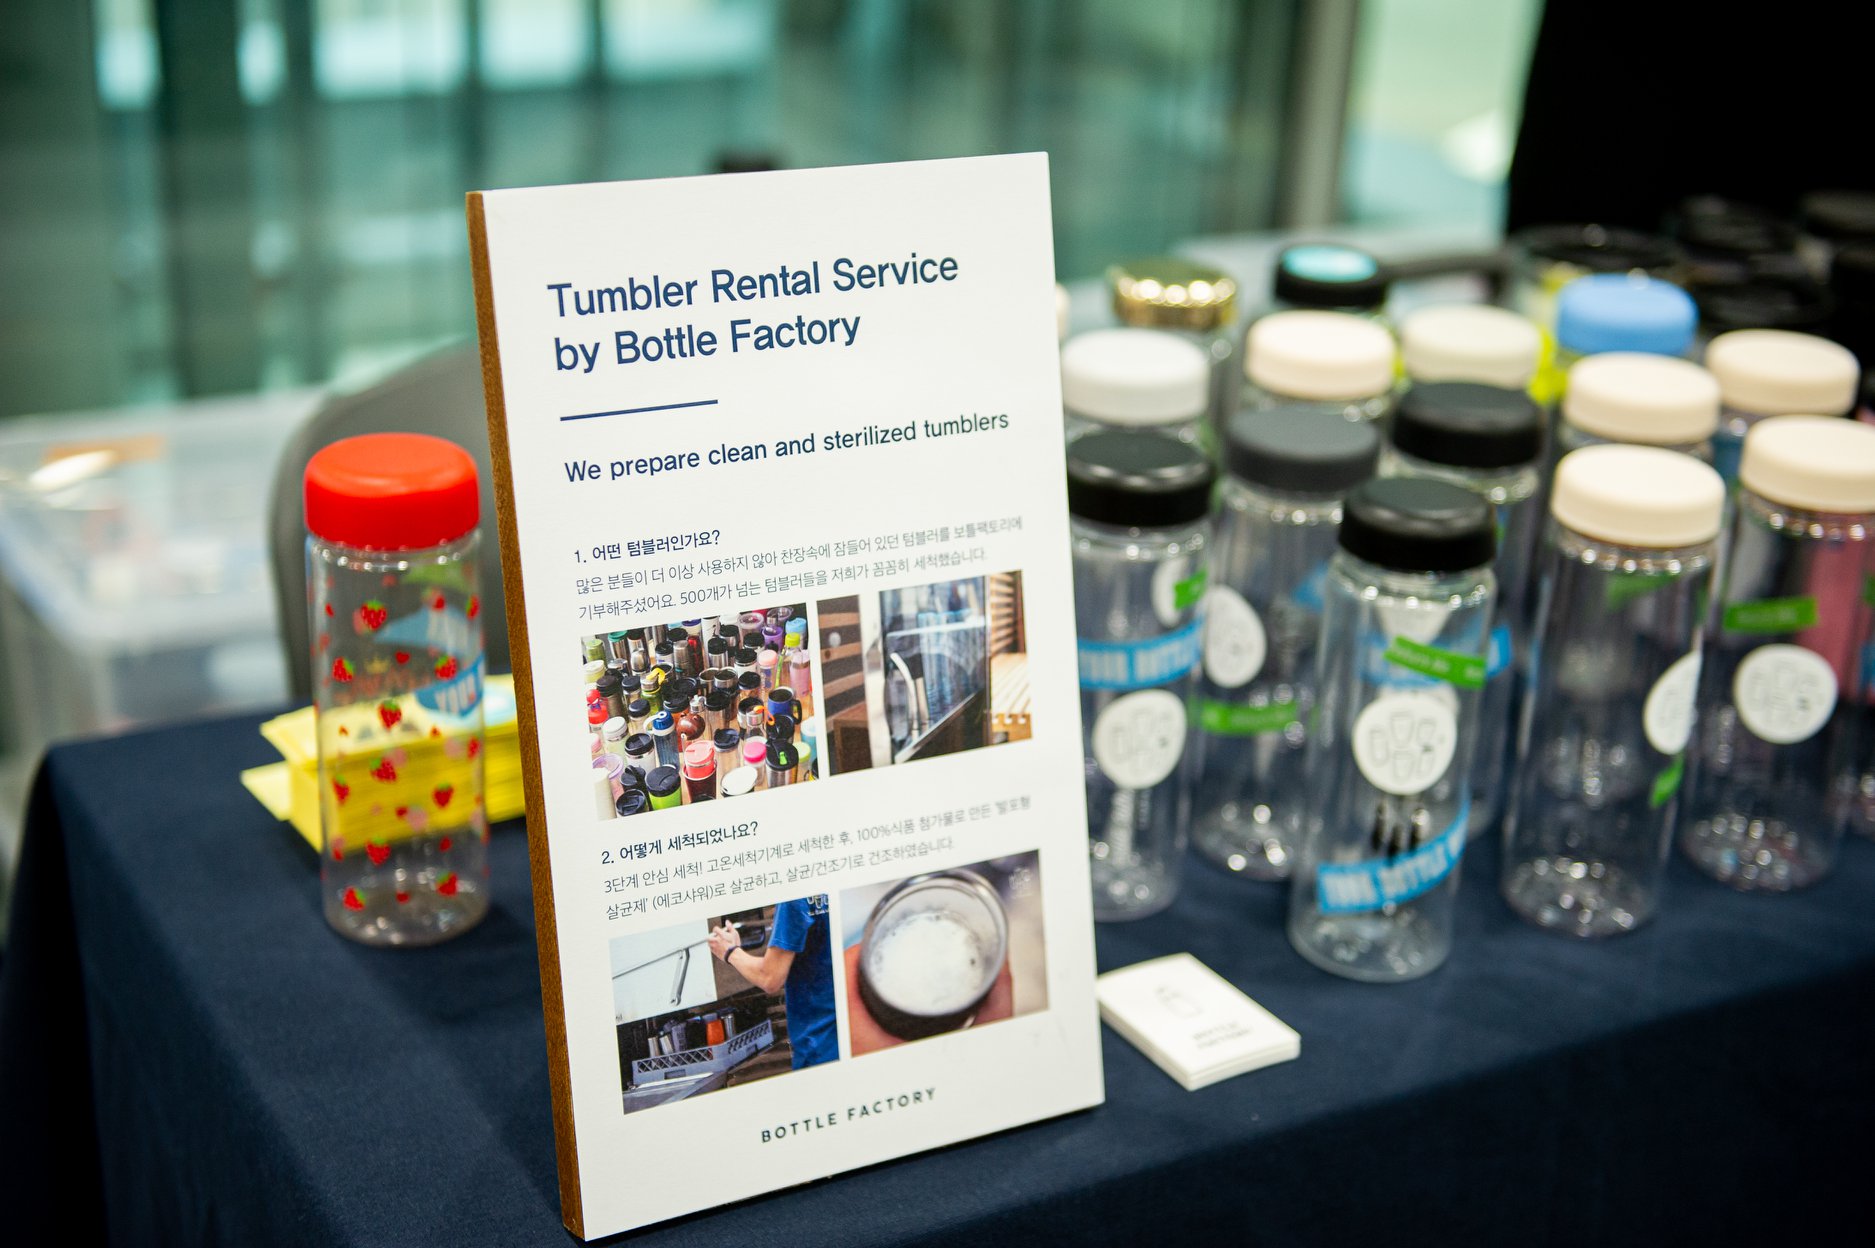 Tumbler Rental Service
by Bottle Factory
We prepare clean and sterilized tumblers
1. 어떤 텀블러인가요?
많은 분들이 더 이상 사용하지 않아 찬장속에 잠들어 있던 텀블러를 보틀팩토리에
기부해주셨어요. 500개가 넘는 텀블러들을 저희가 꼼꼼히 세척했습니다.
2. 어떻게 세척되었나요?
3단계 안심 세척! 고온세척기계로 세척한 후, 100%식품 첨가물로 만든 '발포형
살균제' (에코샤워)로 살균하고, 살균/건조기로 건조하였습니다.
BOTTLE FACTORY
YOUR BOTTLE
BOTTLE
FACTORY